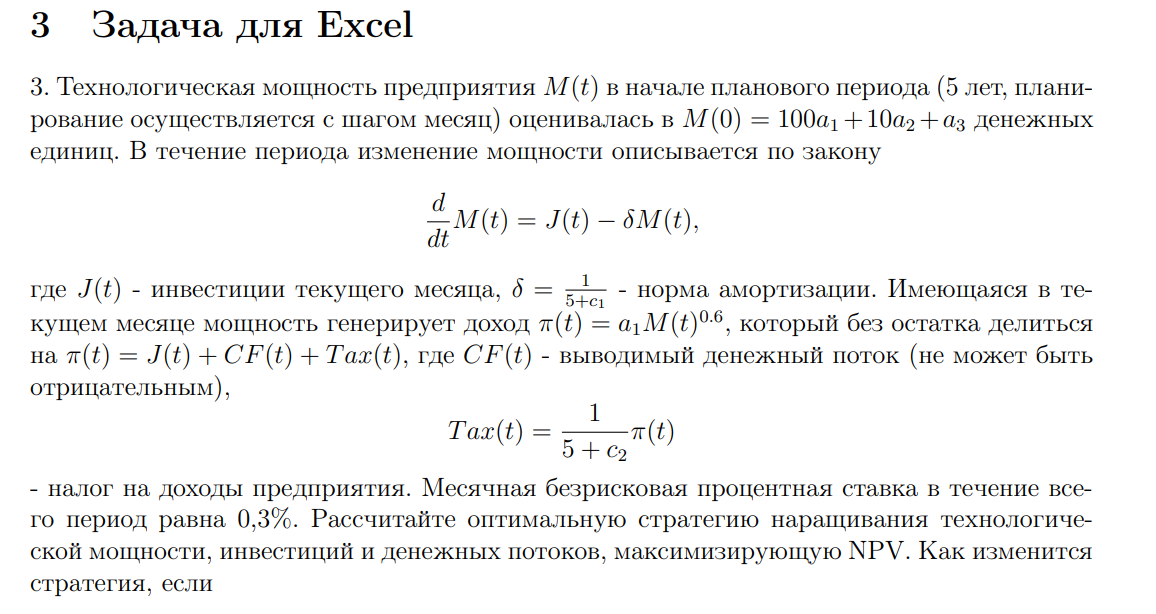 3 Задача для Excel
3. Технологическая мощность предприятия M(t) в начале планового периода (5 лет, плани-
рование осуществляется с шагом месяц) оценивалась в M(0) = 100a₁ + 10a₂ + a₃ денежных
единиц. В течение периода изменение мощности описывается по закону
d/dt M(t) = J(t) − δM(t),
где J(t) - инвестиции текущего месяца, δ = 1/(5+c₁) - норма амортизации. Имеющаяся в те-
кущем месяце мощность генерирует доход π(t) = a₁M(t)^0.6, который без остатка делиться
на π(t) = J(t) + CF(t) + Tax(t), где CF(t) - выводимый денежный поток (не может быть
отрицательным),
Tax(t) = 1/(5 + c₂) π(t)
- налог на доходы предприятия. Месячная безрисковая процентная ставка в течение все-
го период равна 0,3%. Рассчитайте оптимальную стратегию наращивания технологиче-
ской мощности, инвестиций и денежных потоков, максимизирующую NPV. Как изменится
стратегия, если